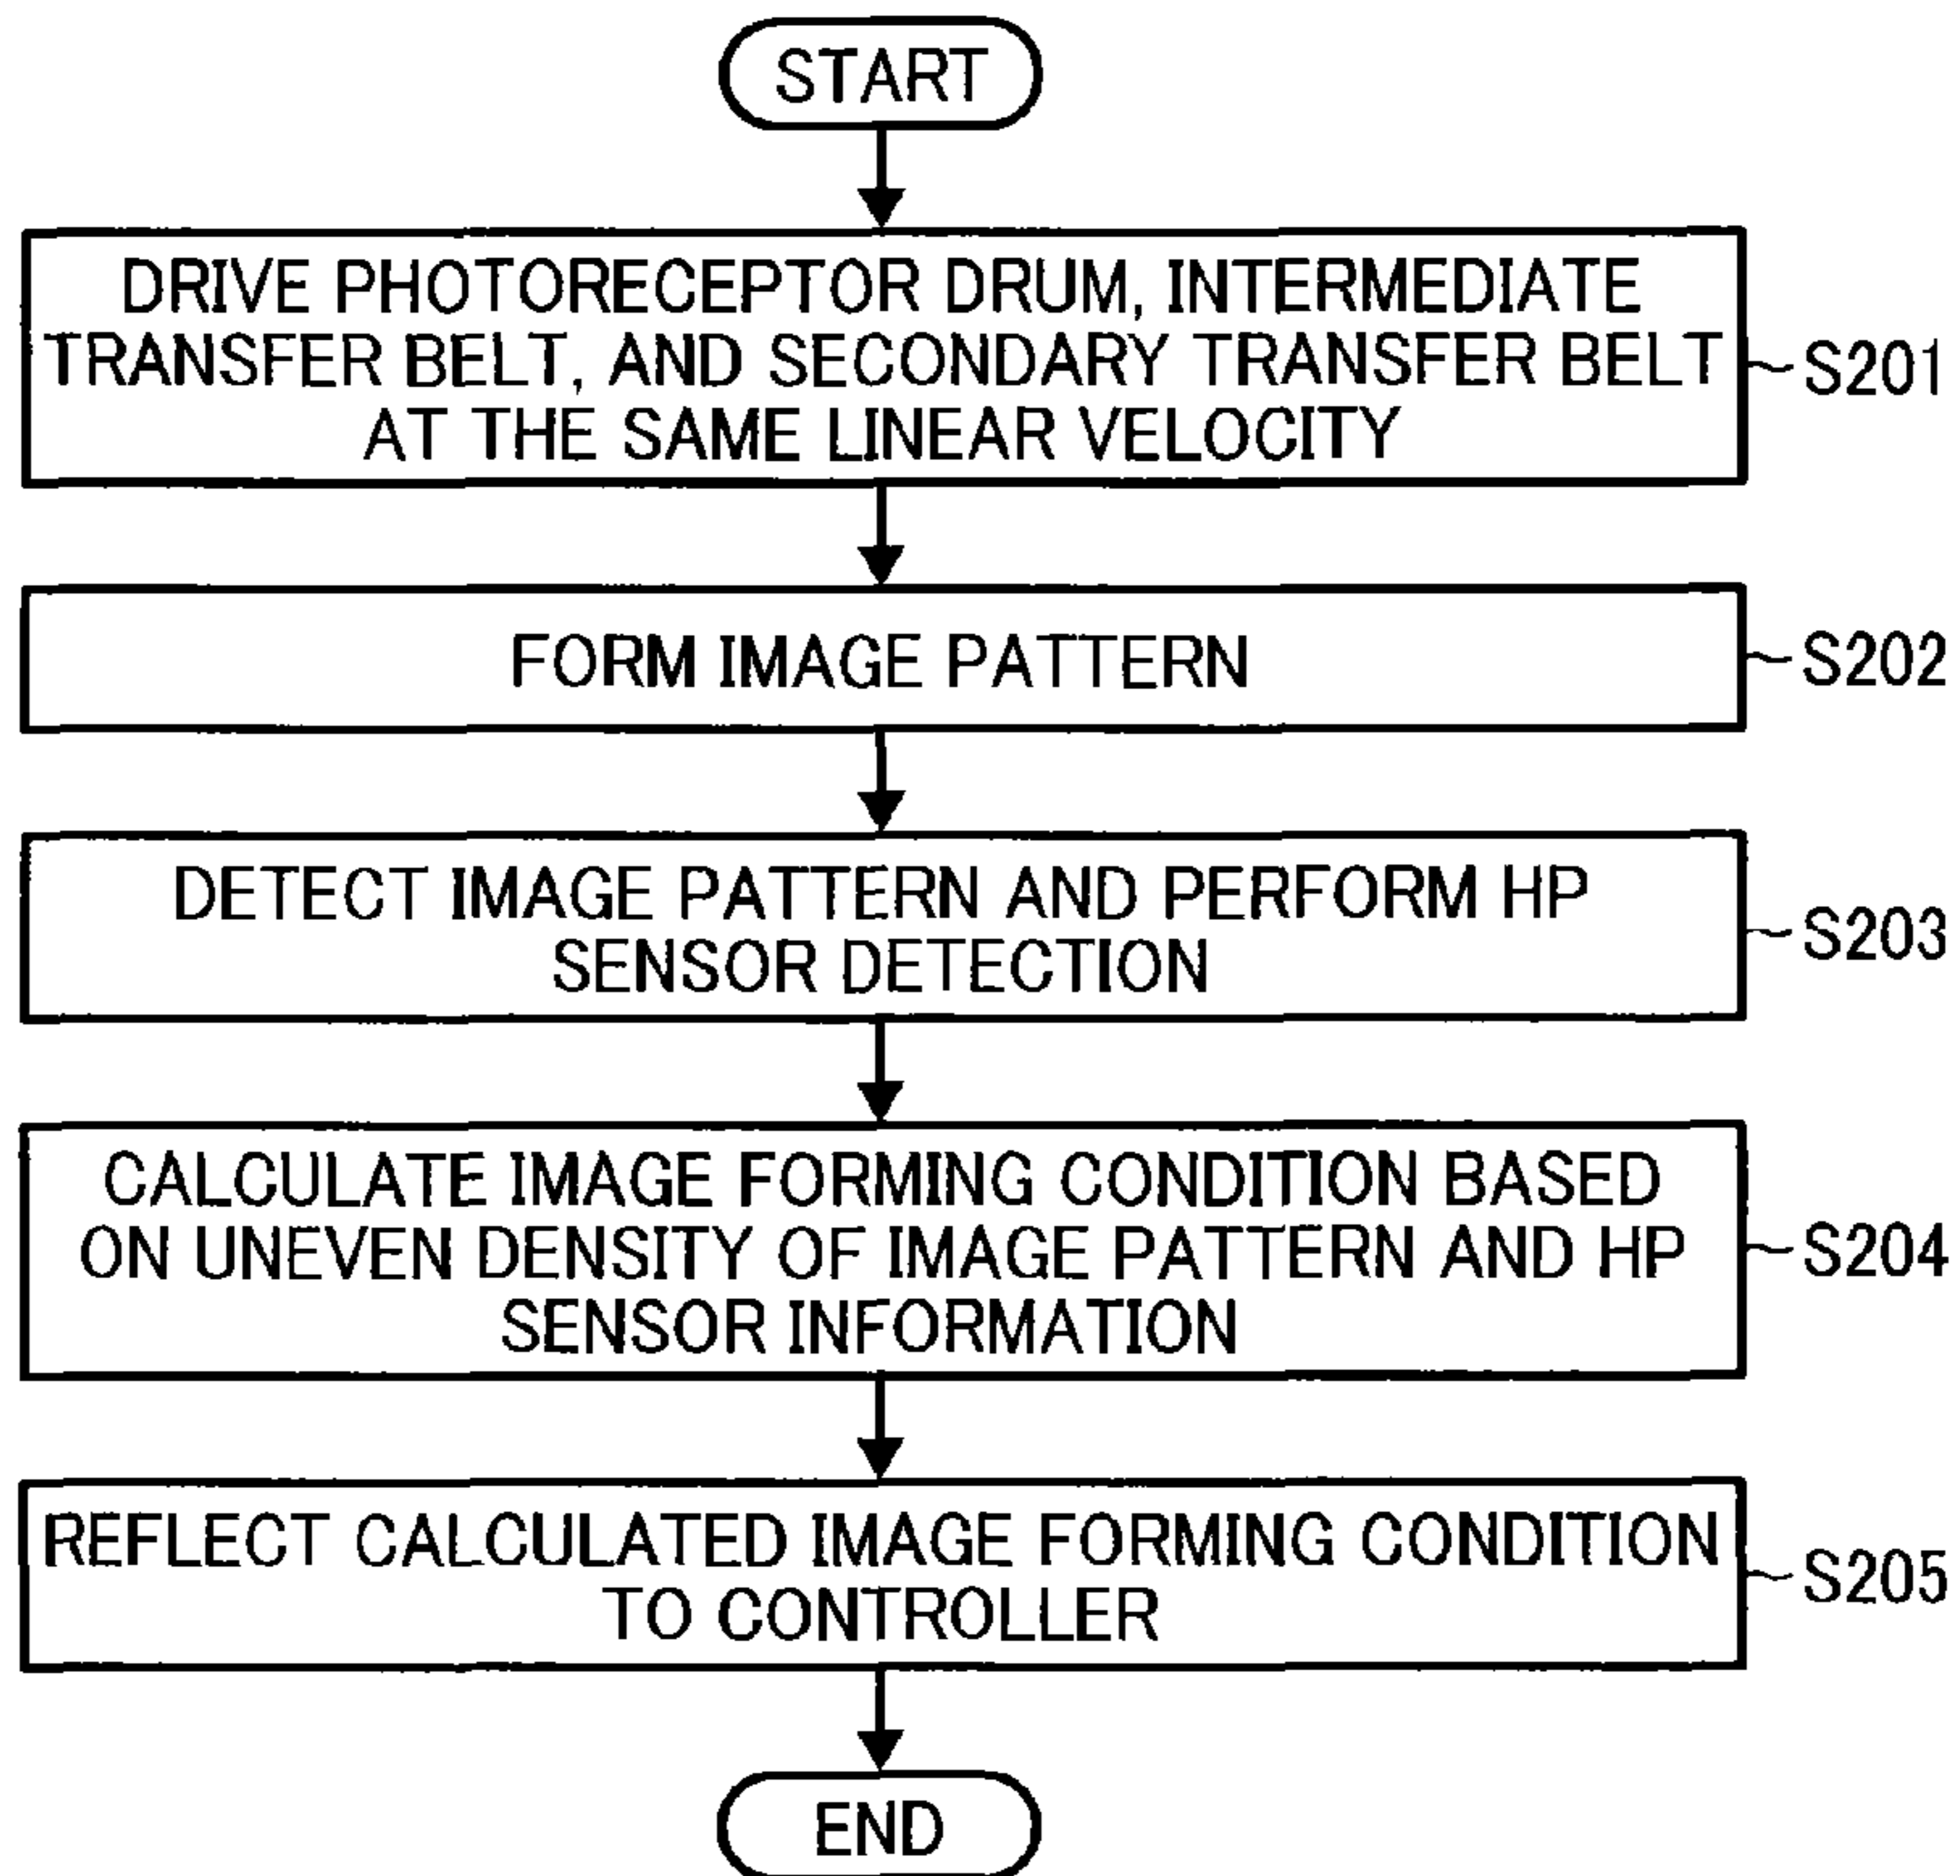 START
DRIVE PHOTORECEPTOR DRUM, INTERMEDIATE
TRANSFER BELT, AND SECONDARY TRANSFER BELT
AT THE SAME LINEAR VELOCITY
S201
FORM IMAGE PATTERN
S202
DETECT IMAGE PATTERN AND PERFORM HP
SENSOR DETECTION
S203
CALCULATE IMAGE FORMING CONDITION BASED
ON UNEVEN DENSITY OF IMAGE PATTERN AND HP
SENSOR INFORMATION
S204
REFLECT CALCULATED IMAGE FORMING CONDITION
TO CONTROLLER
S205
END